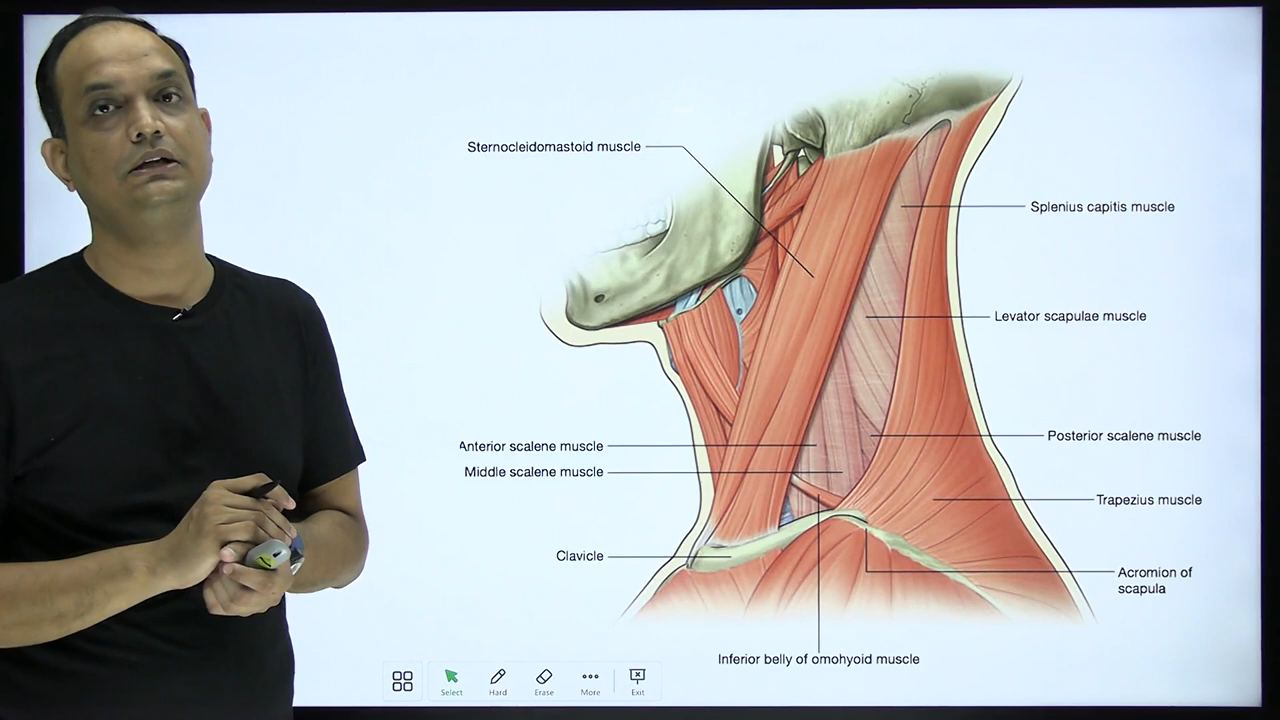 Sternocleidomastoid muscle
Splenius capitis muscle
Levator scapulae muscle
Anterior scalene muscle
Posterior scalene muscle
Middle scalene muscle
Trapezius muscle
Clavicle
Acromion of
scapula
Inferior belly of omohyoid muscle
Select
Hard
Erase
More
Exit